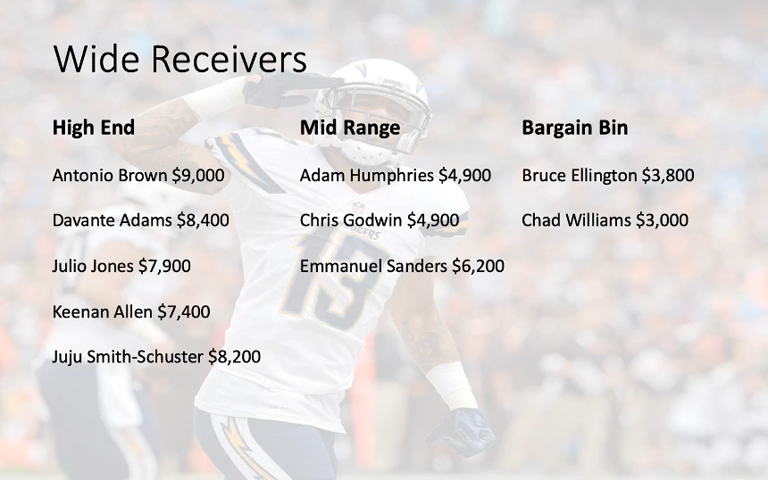 Wide Receivers
High End
Antonio Brown $9,000
Davante Adams $8,400
Julio Jones $7,900
Keenan Allen $7,400
Juju Smith-Schuster $8,200
Mid Range
Adam Humphries $4,900
Chris Godwin $4,900
Emmanuel Sanders $6,200
Bargain Bin
Bruce Ellington $3,800
Chad Williams $3,000
13